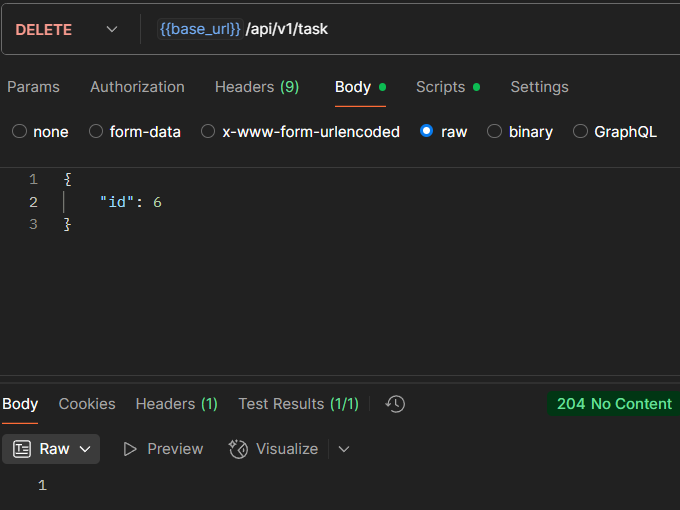 DELETE {{base_url}} /api/v1/task
Params Authorization Headers (9) Body Scripts Settings
none form-data x-www-form-urlencoded raw binary GraphQL
1 {
2 "id": 6
3 }
Body Cookies Headers (1) Test Results (1/1) 204 No Content
Raw Preview Visualize
1